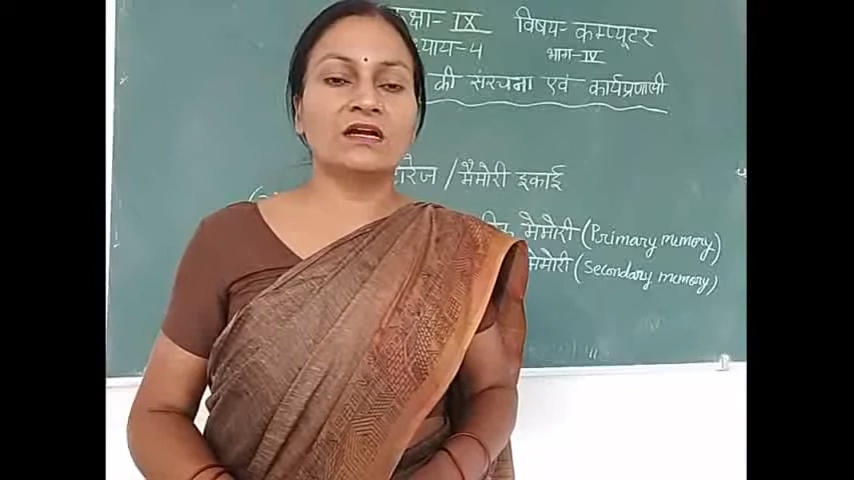 कक्षा- IX विषय- कम्प्यूटर
अध्याय-4 भाग-IV
की संरचना एवं कार्यप्रणाली
स्टोरेज / मैमोरी इकाई
मैमोरी (Primary memory)
मैमोरी (Secondary memory)